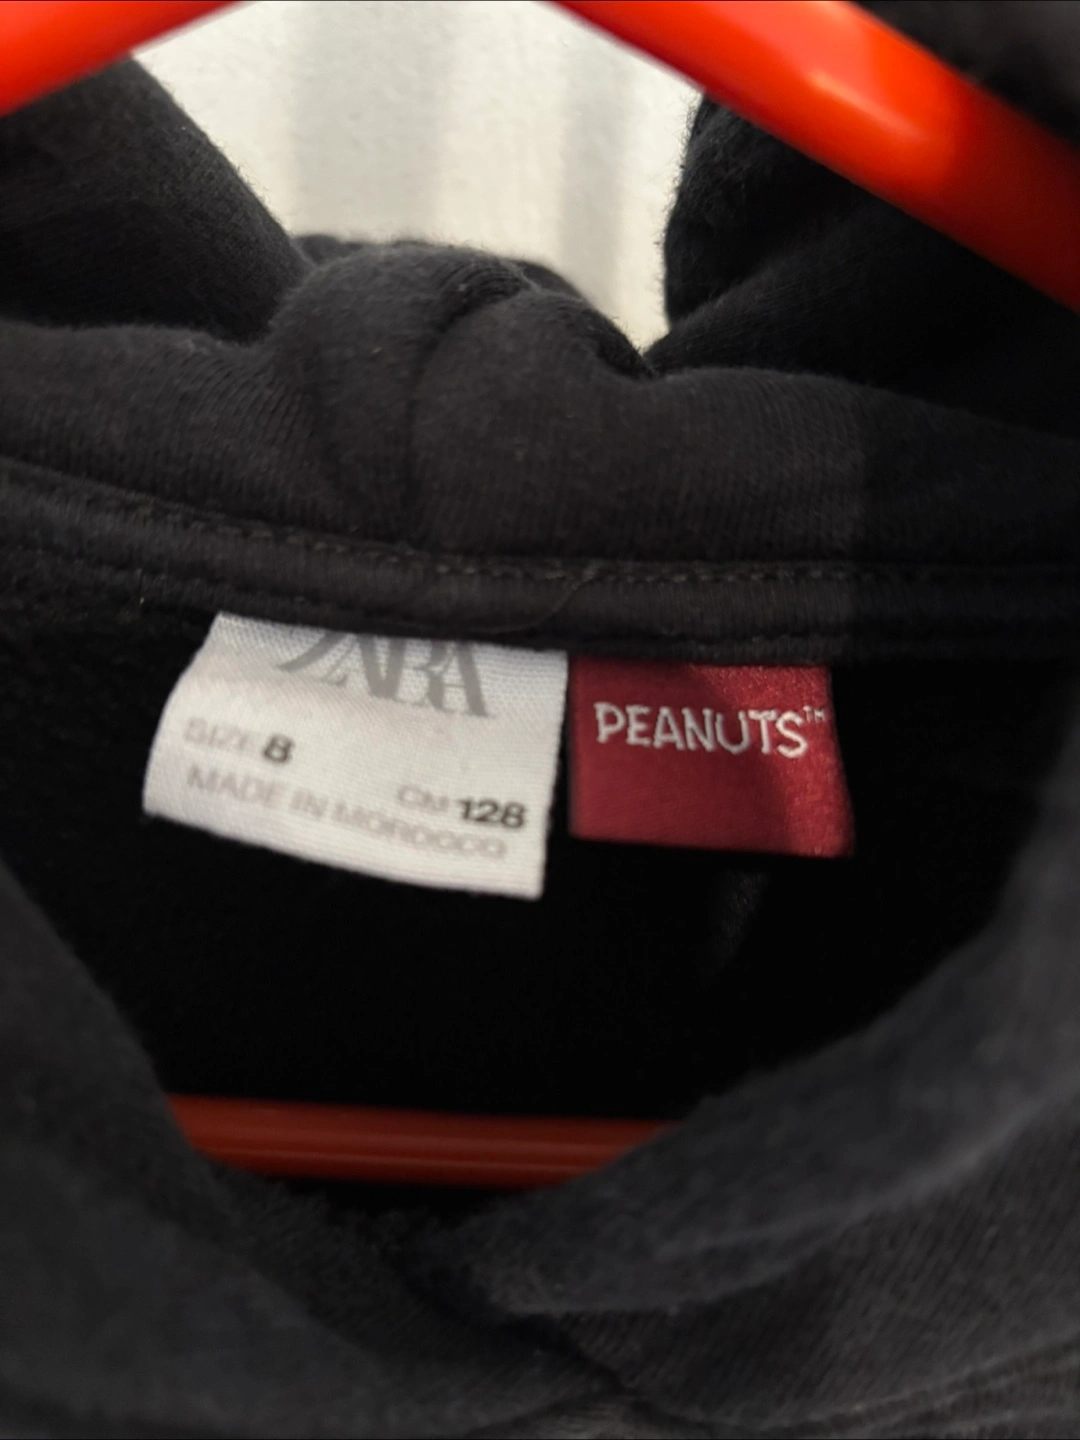 ZARA
SIZE 8
CM 128
MADE IN MOROCCO
PEANUTS™